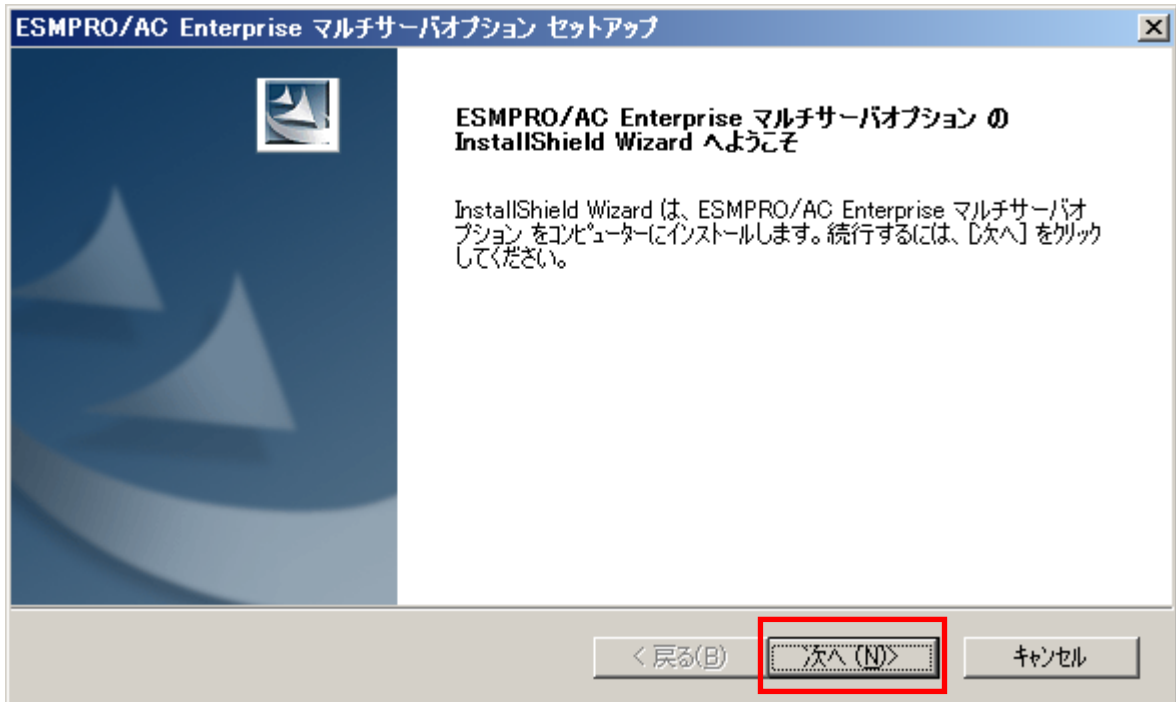 ESMPRO/AC Enterprise マルチサーバオプション セットアップ
ESMPRO/AC Enterprise マルチサーバオプション の
InstallShield Wizard へようこそ
InstallShield Wizard は、ESMPRO/AC Enterprise マルチサーバオ
プション をコンピューターにインストールします。続行するには、[次へ] をクリック
してください。
< 戻る(B)
次へ (N)>
キャンセル